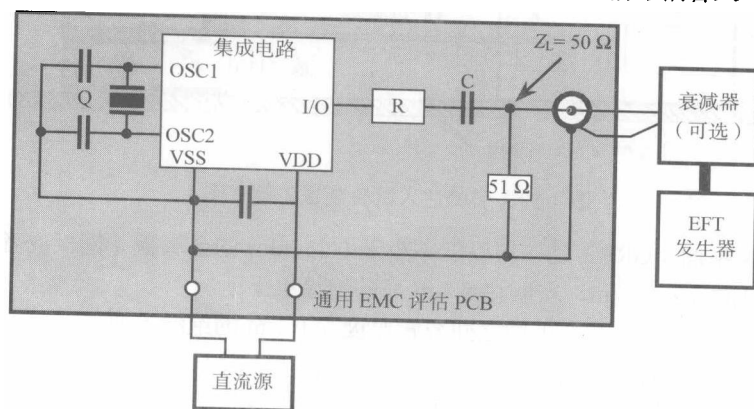 Z_L= 50 Ω
集成电路
OSC1
Q
I/O
R
C
OSC2
VSS
VDD
51 Ω
衰减器
（可选）
EFT
发生器
通用 EMC 评估 PCB
直流源